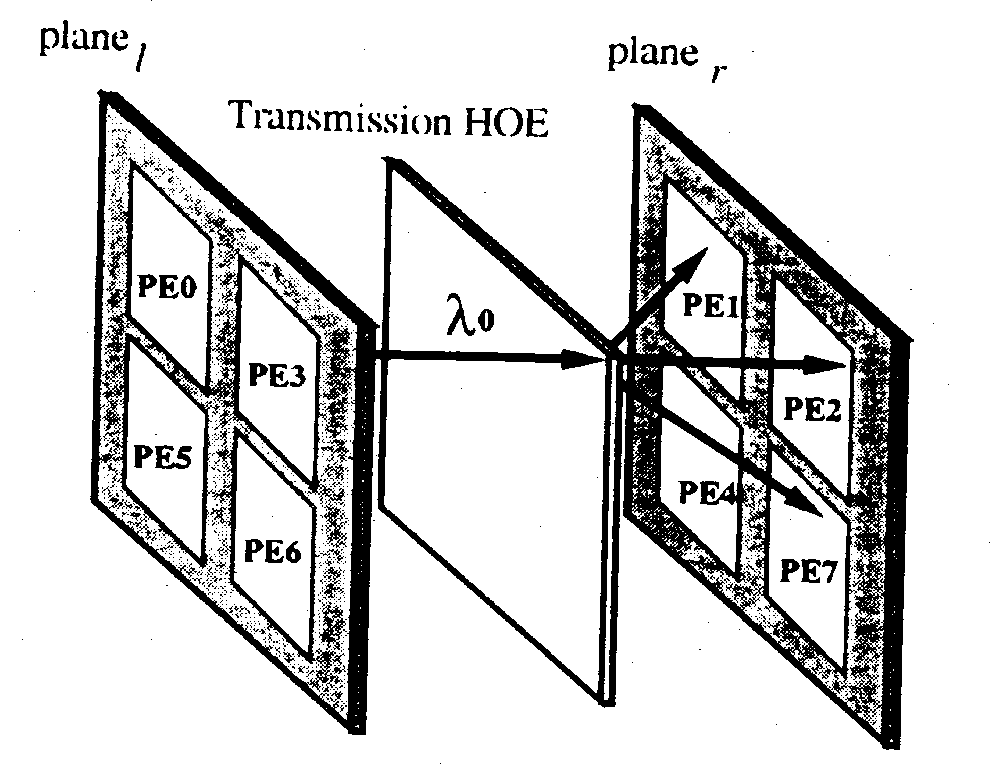 plane l
plane r
Transmission HOE
λ0
PE0
PE3
PE5
PE6
PE1
PE2
PE4
PE7